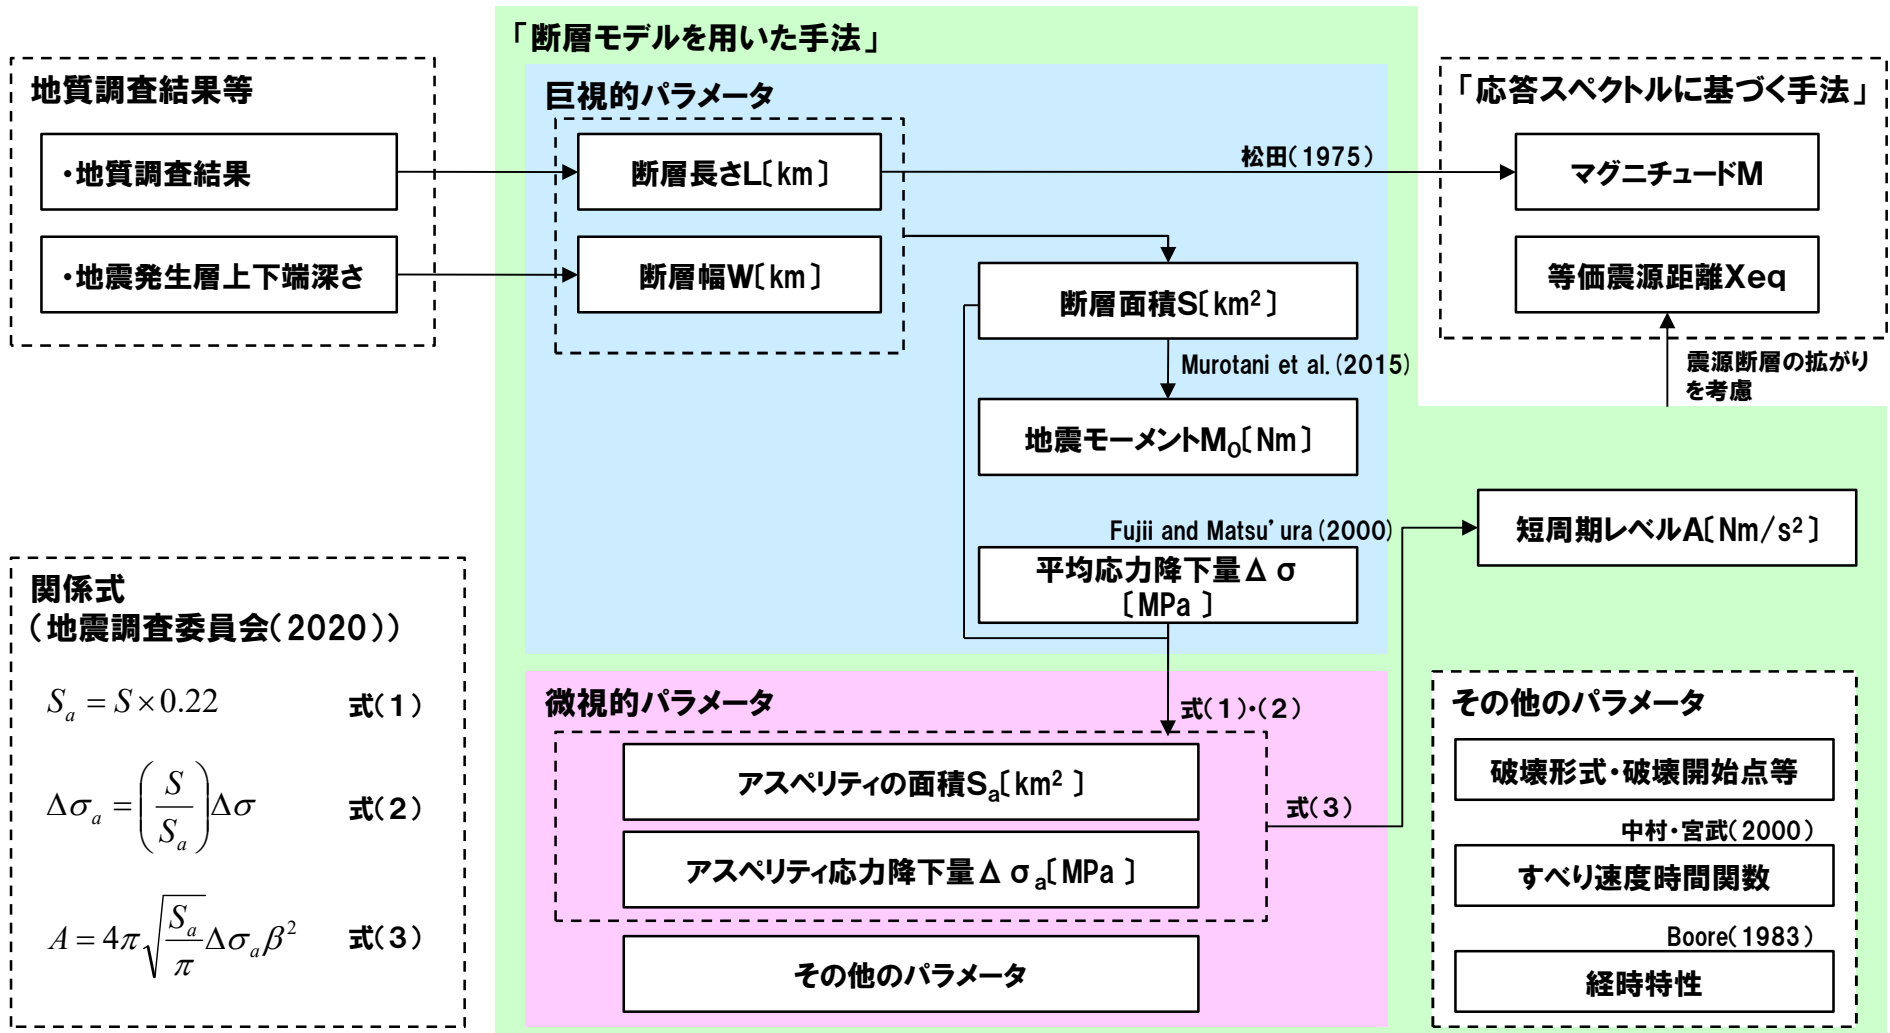 「断層モデルを用いた手法」
地質調査結果等
・地質調査結果
・地震発生層上下端深さ
巨視的パラメータ
断層長さL〔km〕
断層幅W〔km〕
松田(1975)
「応答スペクトルに基づく手法」
マグニチュードM
等価震源距離Xeq
震源断層の拡がり
を考慮
断層面積S〔km²〕
Murotani et al.(2015)
地震モーメントM₀〔Nm〕
Fujii and Matsu'ura(2000)
平均応力降下量Δσ
〔MPa〕
短周期レベルA〔Nm/s²〕
関係式
(地震調査委員会(2020))
Sₐ = S×0.22 式(1)
Δσₐ = (S/Sₐ)Δσ 式(2)
A = 4π√(Sₐ/π)Δσₐβ² 式(3)
微視的パラメータ
式(1)・(2)
アスペリティの面積Sₐ〔km²〕
アスペリティ応力降下量Δσₐ〔MPa〕
その他のパラメータ
式(3)
その他のパラメータ
破壊形式・破壊開始点等
中村・宮武(2000)
すべり速度時間関数
Boore(1983)
経時特性